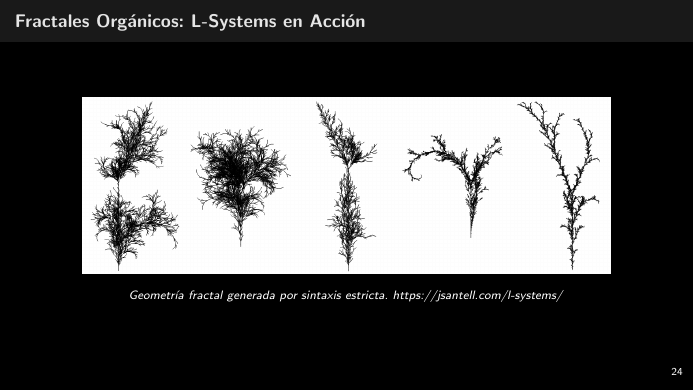 Fractales Orgánicos: L-Systems en Acción
Geometría fractal generada por sintaxis estricta. https://jsantell.com/l-systems/
24